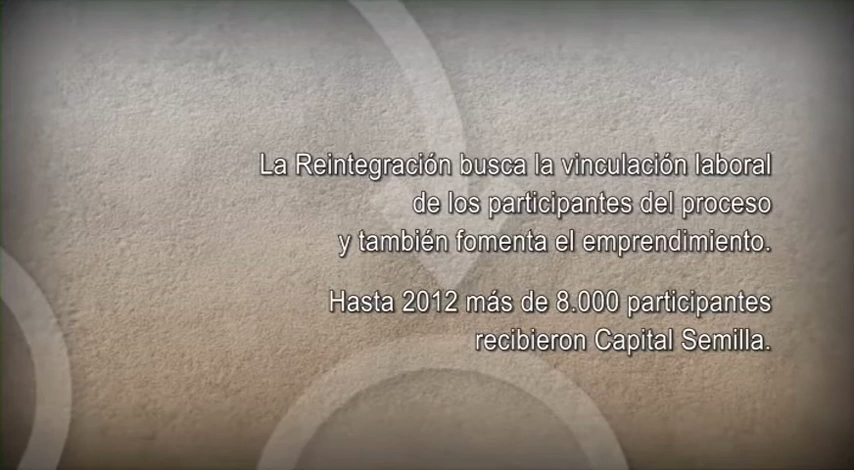 La Reintegración busca la vinculación laboral
de los participantes del proceso
y también fomenta el emprendimiento.
Hasta 2012 más de 8.000 participantes
recibieron Capital Semilla.